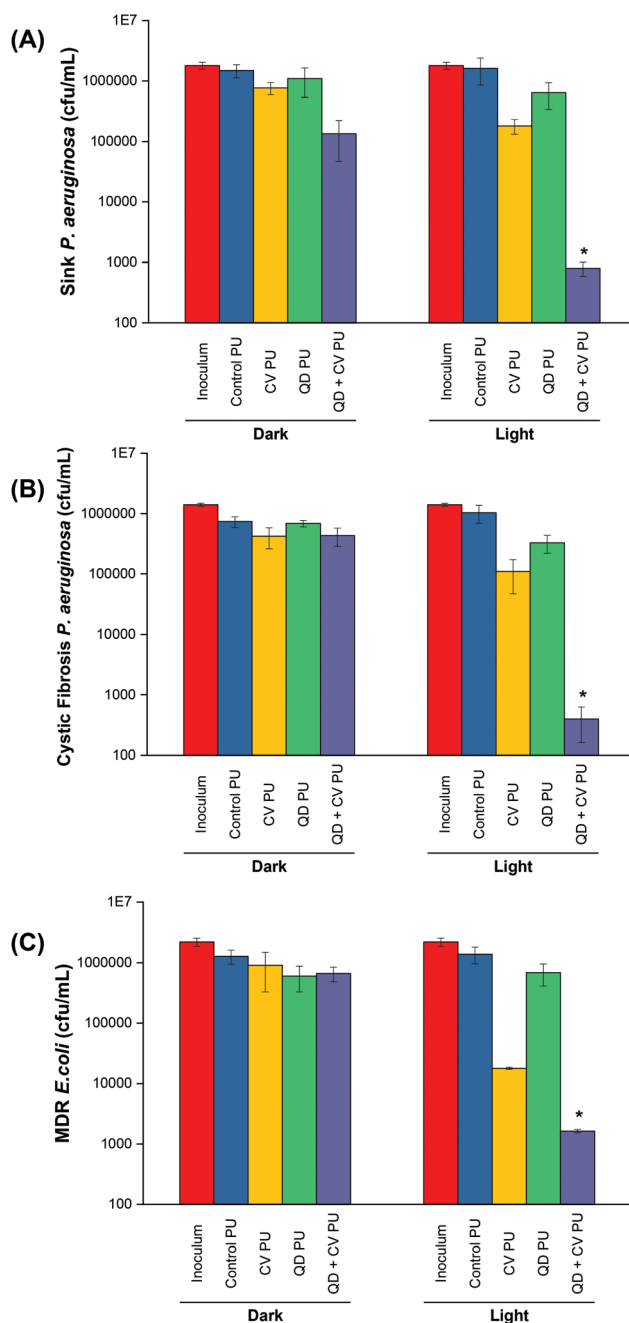 (A)
Sink P. aeruginosa (cfu/mL)
1E7
1000000
100000
10000
1000
100
*
Inoculum
Control PU
CV PU
QD PU
QD + CV PU
Inoculum
Control PU
CV PU
QD PU
QD + CV PU
Dark
Light
(B)
Cystic Fibrosis P. aeruginosa (cfu/mL)
1E7
1000000
100000
10000
1000
100
*
Inoculum
Control PU
CV PU
QD PU
QD + CV PU
Inoculum
Control PU
CV PU
QD PU
QD + CV PU
Dark
Light
(C)
MDR E.coli (cfu/mL)
1E7
1000000
100000
10000
1000
100
*
Inoculum
Control PU
CV PU
QD PU
QD + CV PU
Inoculum
Control PU
CV PU
QD PU
QD + CV PU
Dark
Light